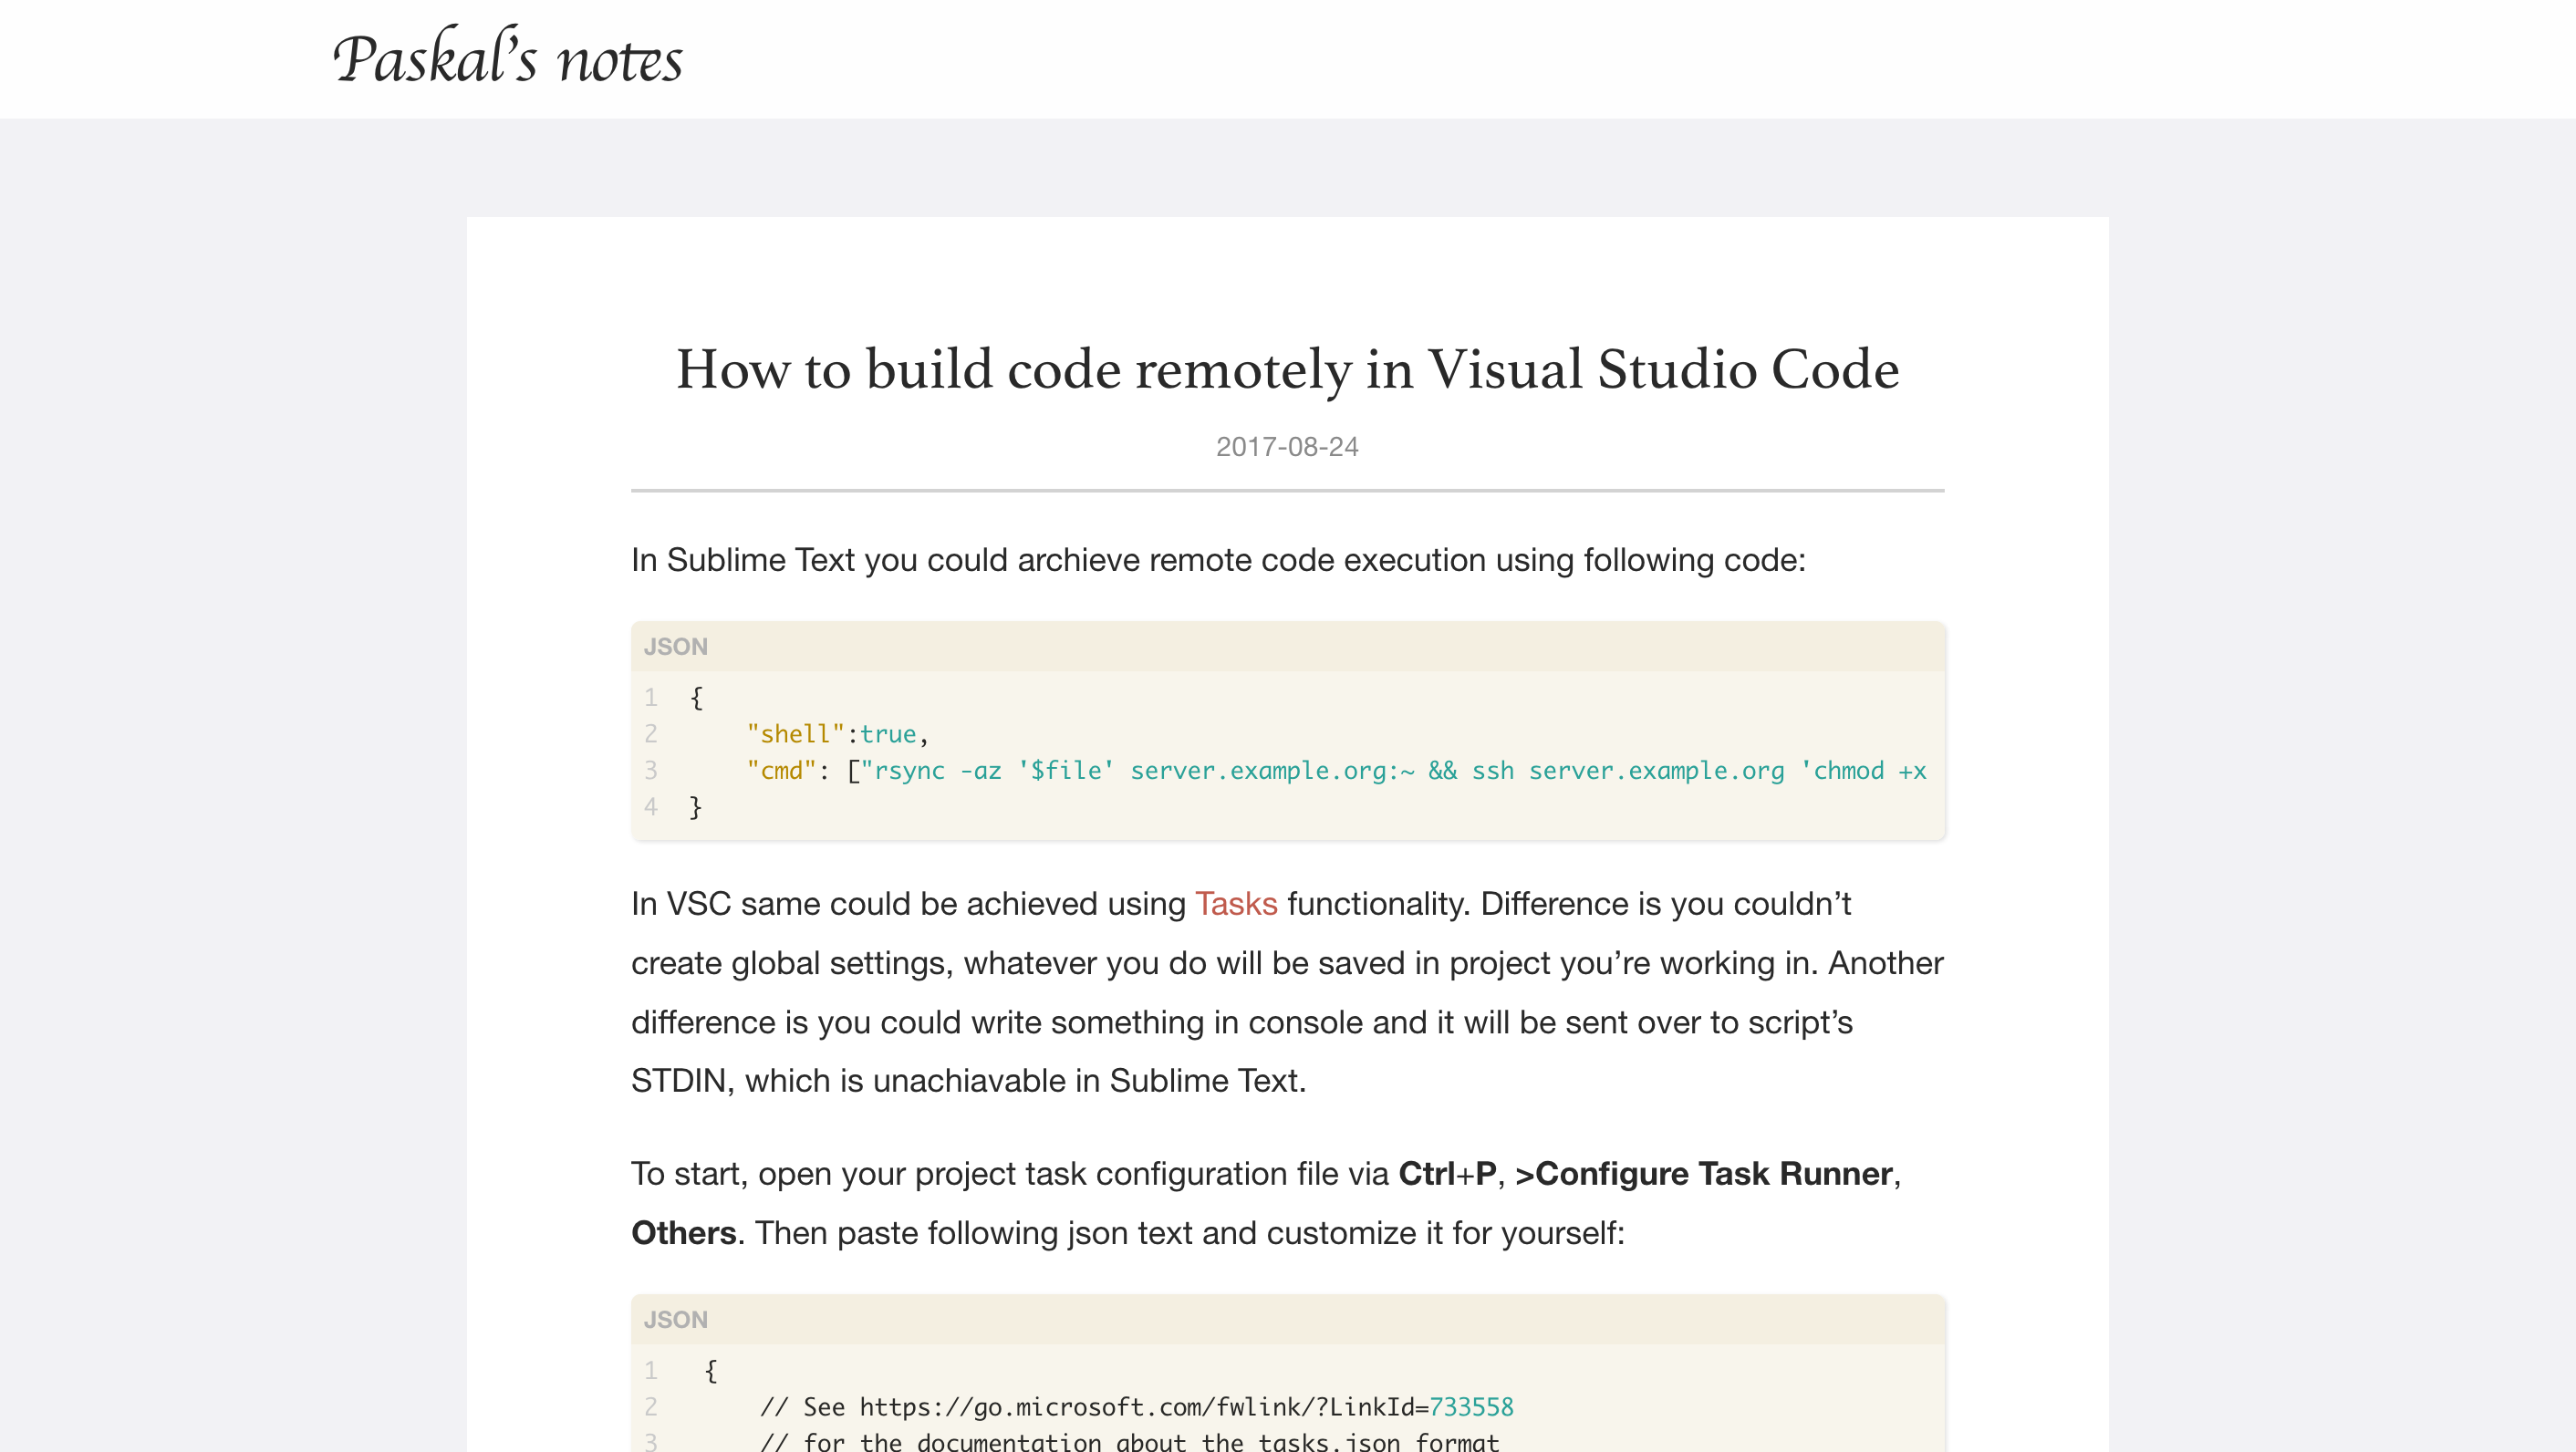 Paskal's notes
How to build code remotely in Visual Studio Code
2017-08-24
In Sublime Text you could archieve remote code execution using following code:
JSON
1 {
2     "shell":true,
3     "cmd": ["rsync -az '$file' server.example.org:~ && ssh server.example.org 'chmod +x
4 }
In VSC same could be achieved using Tasks functionality. Difference is you couldn’t
create global settings, whatever you do will be saved in project you’re working in. Another
difference is you could write something in console and it will be sent over to script’s
STDIN, which is unachiavable in Sublime Text.
To start, open your project task configuration file via Ctrl+P, >Configure Task Runner,
Others. Then paste following json text and customize it for yourself:
JSON
1 {
2     // See https://go.microsoft.com/fwlink/?LinkId=733558
3     // for the documentation about the tasks.json format